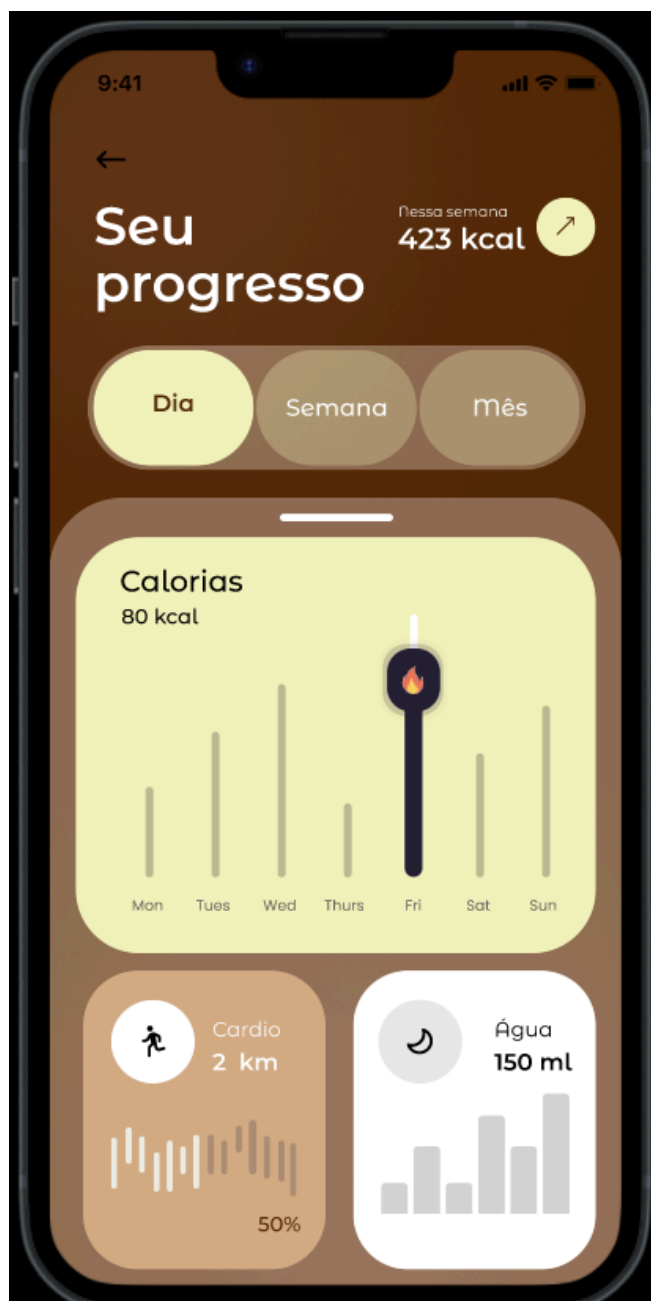 9:41
Seu
progresso
Nessa semana
423 kcal
Dia
Semana
Mês
Calorias
80 kcal
Mon Tues Wed Thurs Fri Sat Sun
Cardio
2 km
50%
Água
150 ml